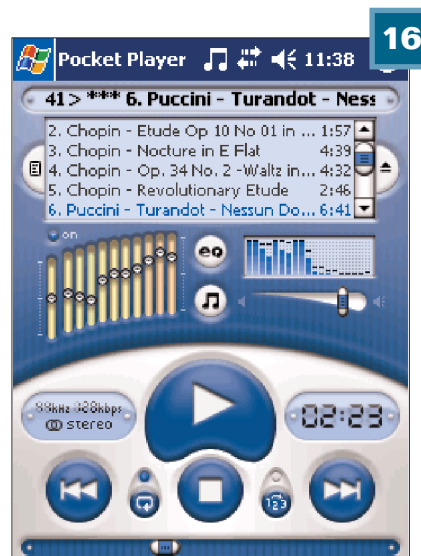 16
Pocket Player 11:38
41> *** 6. Puccini - Turandot - Ness
2. Chopin - Etude Op 10 No 01 in ... 1:57
3. Chopin - Nocture in E Flat 4:39
4. Chopin - Op. 34 No. 2 -Waltz in... 4:32
5. Chopin - Revolutionary Etude 2:46
6. Puccini - Turandot - Nessun Do... 6:41
on
eq
stereo
02:23
123